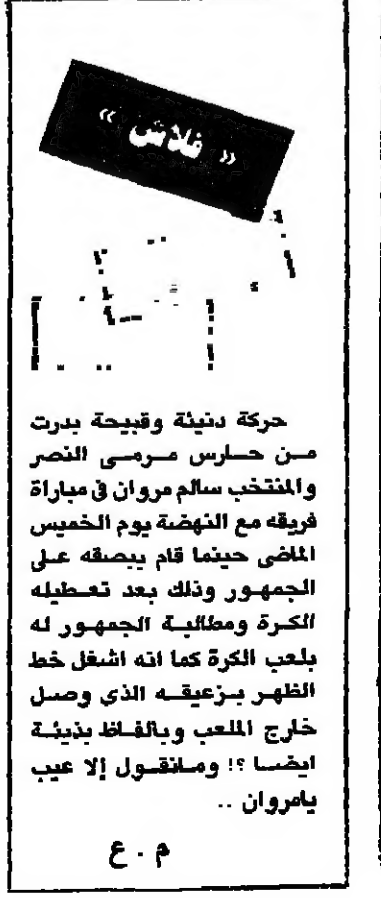 « فلاش »
حركة دنيئة وقبيحة بدرت
من حارس مرمى النصر
والمنتخب سالم مروان في مباراة
فريقه مع النهضة يوم الخميس
الماضى حينما قام يبصقه على
الجمهور وذلك بعد تعطيله
الكرة ومطالبة الجمهور له
بلعب الكرة كما انه اشغل خط
الظهر بزعيقه الذي وصل
خارج الملعب وبالفاظ بذيئة
ايضا ؟! ومانقول إلا عيب
يامروان ..
م . ع